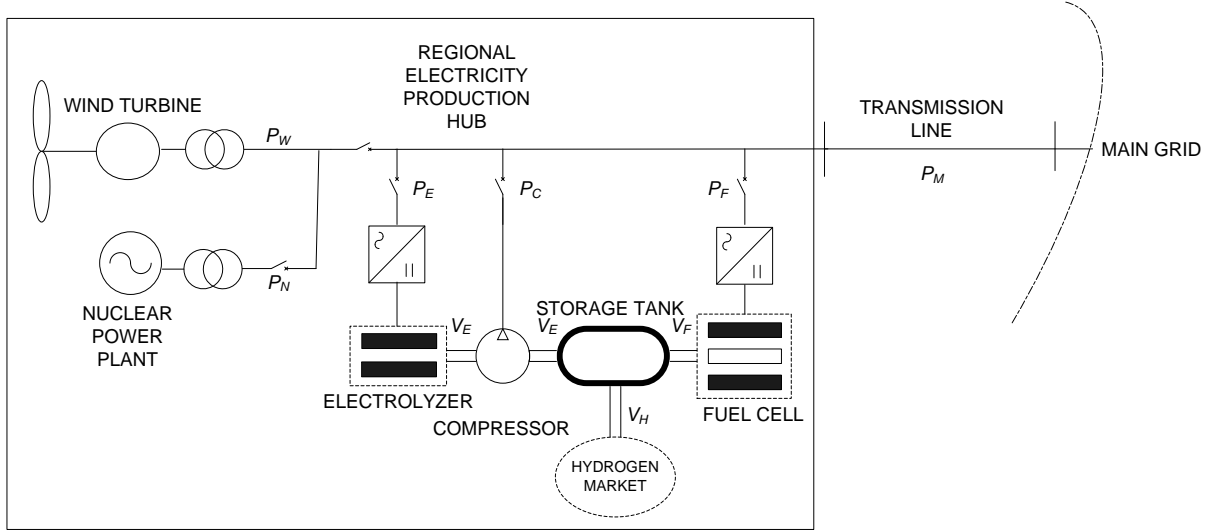 REGIONAL
ELECTRICITY
PRODUCTION
HUB
WIND TURBINE
P_W
TRANSMISSION
LINE
MAIN GRID
P_M
P_E
P_C
P_F
P_N
NUCLEAR
POWER
PLANT
STORAGE TANK
V_E
V_E
V_F
ELECTROLYZER
COMPRESSOR
FUEL CELL
V_H
HYDROGEN
MARKET